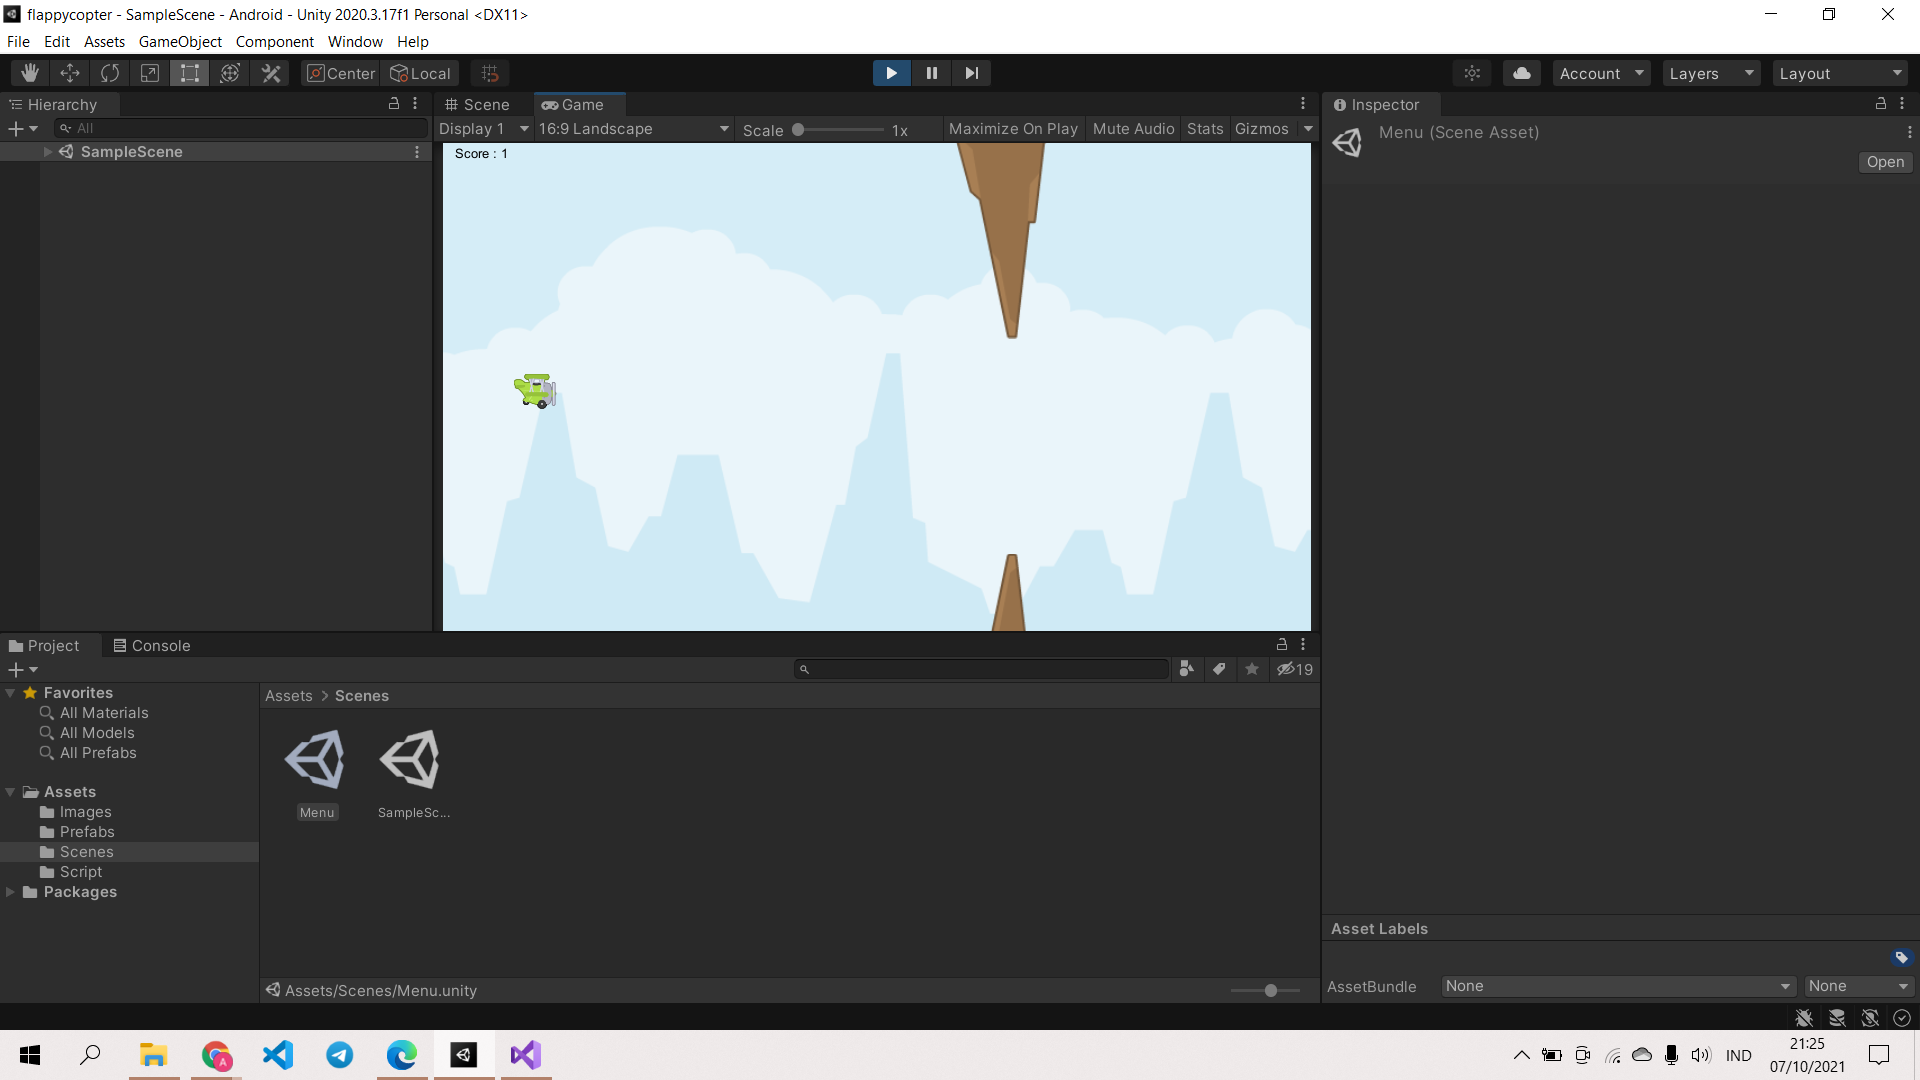 flappycopter - SampleScene - Android - Unity 2020.3.17f1 Personal <DX11>
File Edit Assets GameObject Component Window Help
Center Local Account Layers Layout
Hierarchy Scene Game Inspector
All Display 1 16:9 Landscape Scale 1x Maximize On Play Mute Audio Stats Gizmos Menu (Scene Asset)
SampleScene
Open
Score : 1
Project Console
19
Favorites
All Materials
All Models
All Prefabs
Assets
Images
Prefabs
Scenes
Script
Packages
Assets > Scenes
Menu SampleSc...
Assets/Scenes/Menu.unity
Asset Labels
AssetBundle None None
A
IND
21:25
07/10/2021